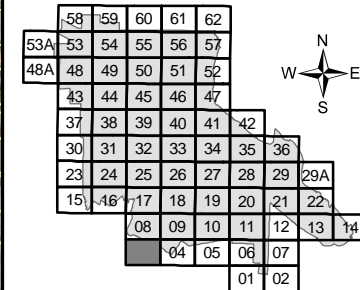 58 59 60 61 62
53A 53 54 55 56 57
48A 48 49 50 51 52
43 44 45 46 47
37 38 39 40 41 42
30 31 32 33 34 35 36
23 24 25 26 27 28 29 29A
15 16 17 18 19 20 21 22
08 09 10 11 12 13 14
04 05 06 07
01 02
N
W E
S